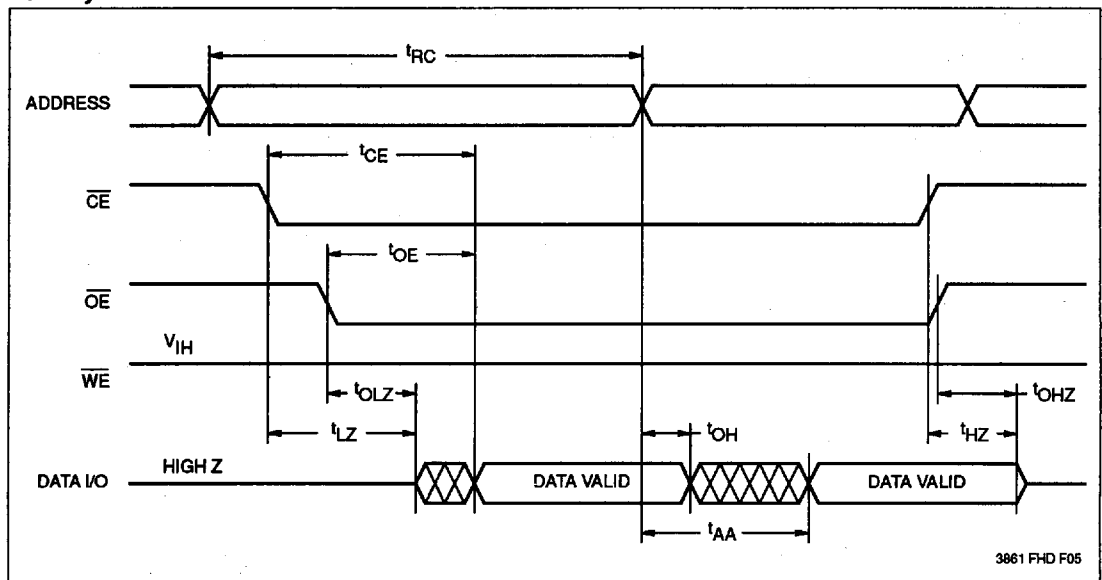 tRC
ADDRESS
tCE
CE
tOE
OE
VIH
WE
tOLZ
tOHZ
tLZ
tOH
tHZ
HIGH Z
DATA I/O
DATA VALID
DATA VALID
tAA
3861 FHD F05